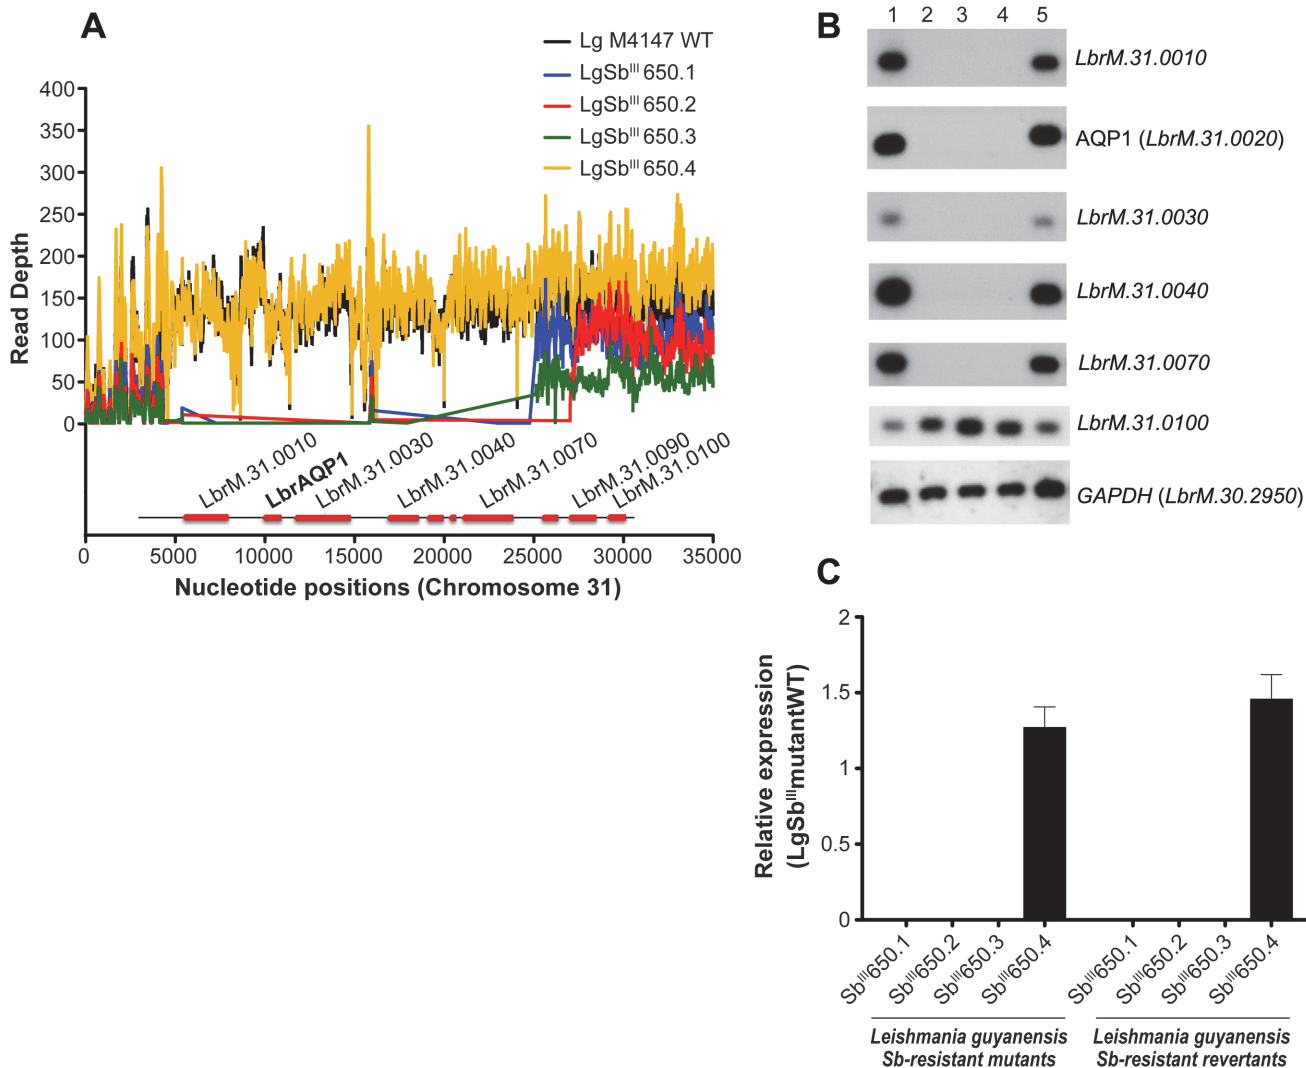 A
Lg M4147 WT
LgSbᴵᴵᴵ 650.1
LgSbᴵᴵᴵ 650.2
LgSbᴵᴵᴵ 650.3
LgSbᴵᴵᴵ 650.4
400
350
300
250
200
150
100
50
0
Read Depth
LbrM.31.0010
LbrAQP1
LbrM.31.0030
LbrM.31.0040
LbrM.31.0070
LbrM.31.0090
LbrM.31.0100
0 5000 10000 15000 20000 25000 30000 35000
Nucleotide positions (Chromosome 31)
B
1 2 3 4 5
LbrM.31.0010
AQP1 (LbrM.31.0020)
LbrM.31.0030
LbrM.31.0040
LbrM.31.0070
LbrM.31.0100
GAPDH (LbrM.30.2950)
C
2
1.5
1
0.5
0
Relative expression
(LgSbᴵᴵᴵmutantWT)
Sbᴵᴵᴵ650.1
Sbᴵᴵᴵ650.2
Sbᴵᴵᴵ650.3
Sbᴵᴵᴵ650.4
Sbᴵᴵᴵ650.1
Sbᴵᴵᴵ650.2
Sbᴵᴵᴵ650.3
Sbᴵᴵᴵ650.4
Leishmania guyanensis
Sb-resistant mutants
Leishmania guyanensis
Sb-resistant revertants